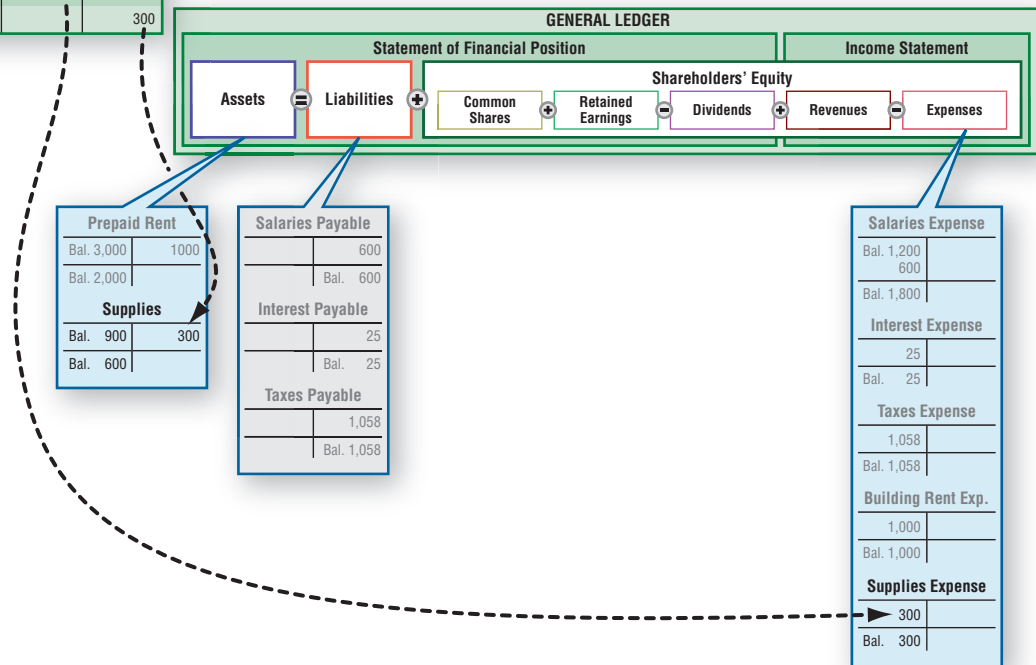 300
GENERAL LEDGER
Statement of Financial Position
Income Statement
Shareholders' Equity
Assets = Liabilities + Common Shares + Retained Earnings – Dividends + Revenues – Expenses
Prepaid Rent
Bal. 3,000 1000
Bal. 2,000
Supplies
Bal. 900 300
Bal. 600
Salaries Payable
600
Bal. 600
Interest Payable
25
Bal. 25
Taxes Payable
1,058
Bal. 1,058
Salaries Expense
Bal. 1,200
600
Bal. 1,800
Interest Expense
25
Bal. 25
Taxes Expense
1,058
Bal. 1,058
Building Rent Exp.
1,000
Bal. 1,000
Supplies Expense
300
Bal. 300